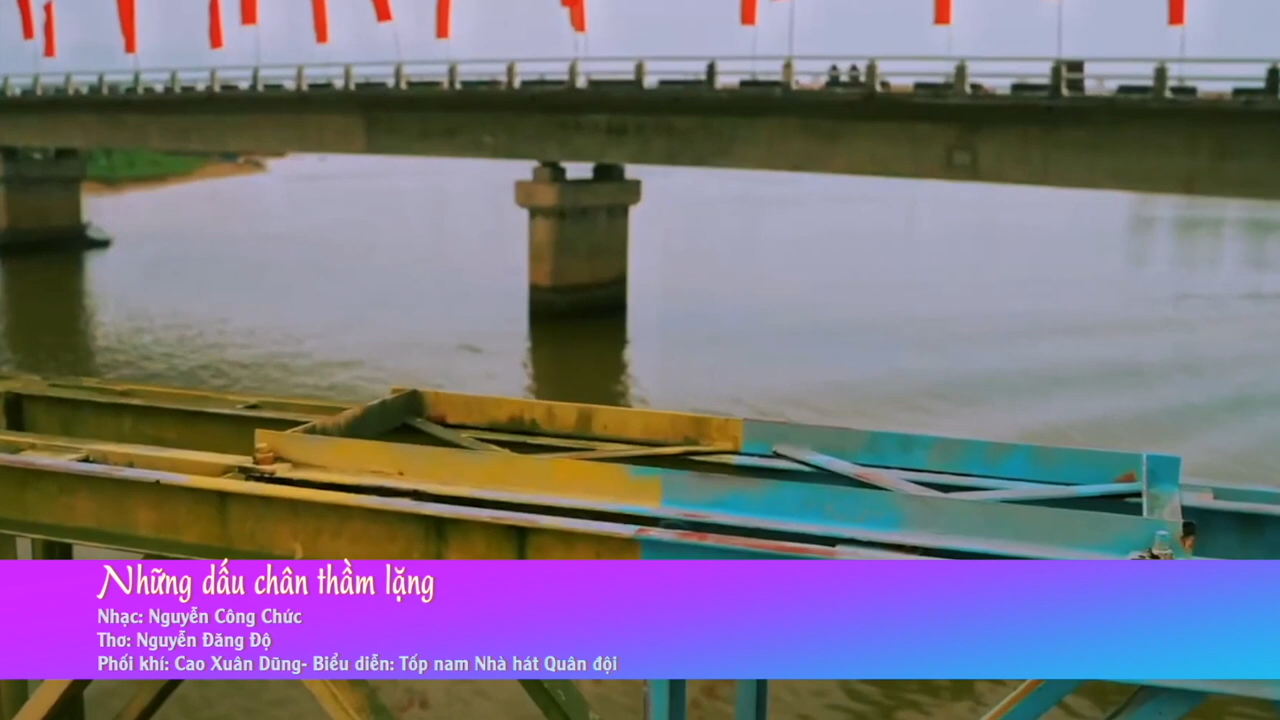 Những dấu chân thầm lặng
Nhạc: Nguyễn Công Chức
Thơ: Nguyễn Đăng Độ
Phối khí: Cao Xuân Dũng- Biểu diễn: Tốp nam Nhà hát Quân đội